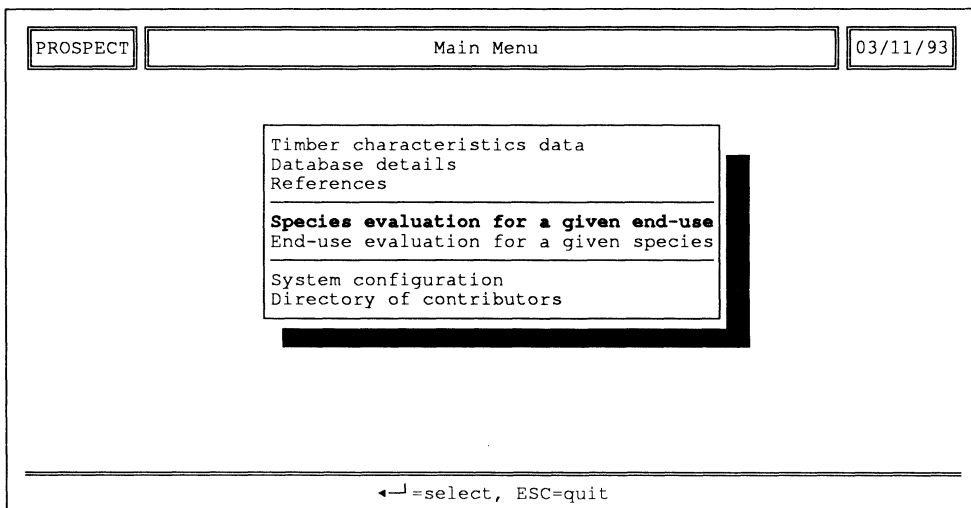 PROSPECT Main Menu 03/11/93
Timber characteristics data
Database details
References
Species evaluation for a given end-use
End-use evaluation for a given species
System configuration
Directory of contributors
◄─┘=select, ESC=quit